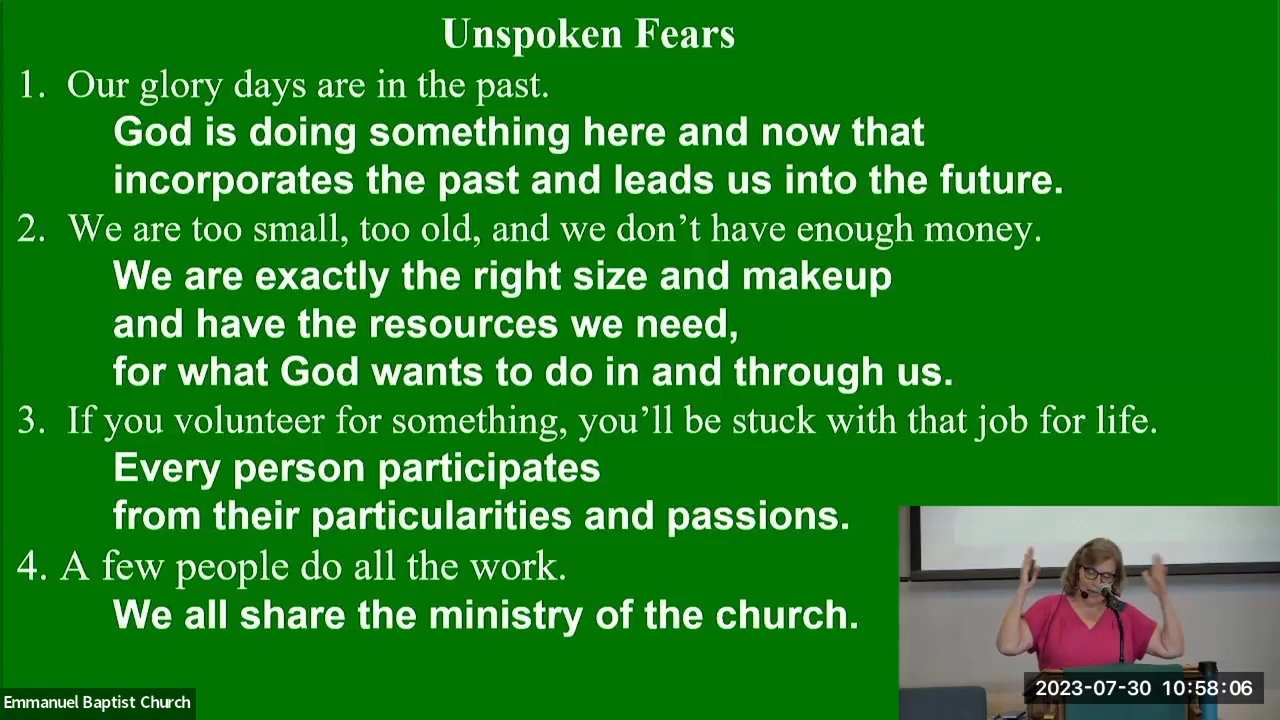 Unspoken Fears
1. Our glory days are in the past.
God is doing something here and now that
incorporates the past and leads us into the future.
2. We are too small, too old, and we don’t have enough money.
We are exactly the right size and makeup
and have the resources we need,
for what God wants to do in and through us.
3. If you volunteer for something, you’ll be stuck with that job for life.
Every person participates
from their particularities and passions.
4. A few people do all the work.
We all share the ministry of the church.
Emmanuel Baptist Church
2023-07-30 10:58:06